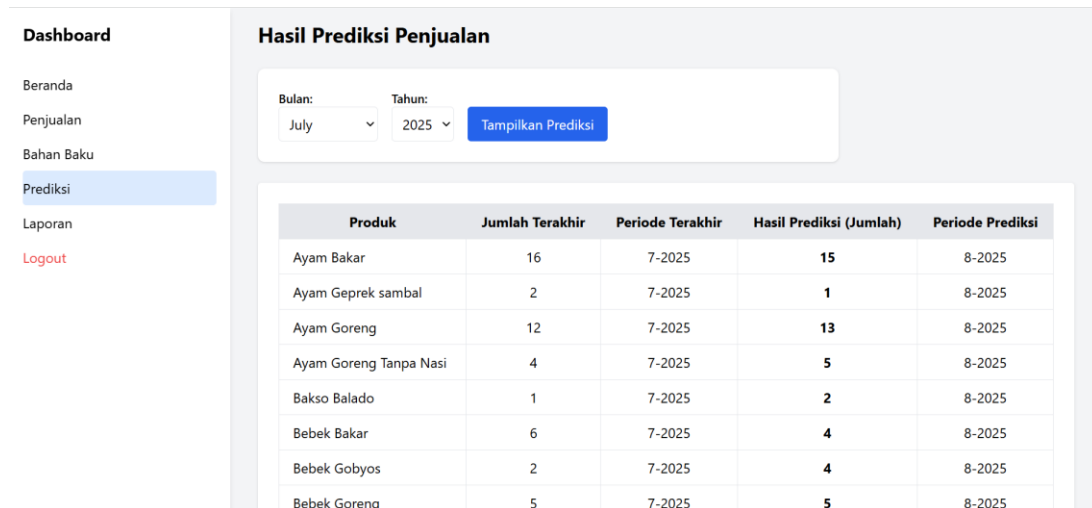 Dashboard
Beranda
Penjualan
Bahan Baku
Prediksi
Laporan
Logout
Hasil Prediksi Penjualan
Bulan: Tahun:
July 2025 Tampilkan Prediksi
Produk Jumlah Terakhir Periode Terakhir Hasil Prediksi (Jumlah) Periode Prediksi
Ayam Bakar 16 7-2025 15 8-2025
Ayam Geprek sambal 2 7-2025 1 8-2025
Ayam Goreng 12 7-2025 13 8-2025
Ayam Goreng Tanpa Nasi 4 7-2025 5 8-2025
Bakso Balado 1 7-2025 2 8-2025
Bebek Bakar 6 7-2025 4 8-2025
Bebek Gobyos 2 7-2025 4 8-2025
Bebek Goreng 5 7-2025 5 8-2025